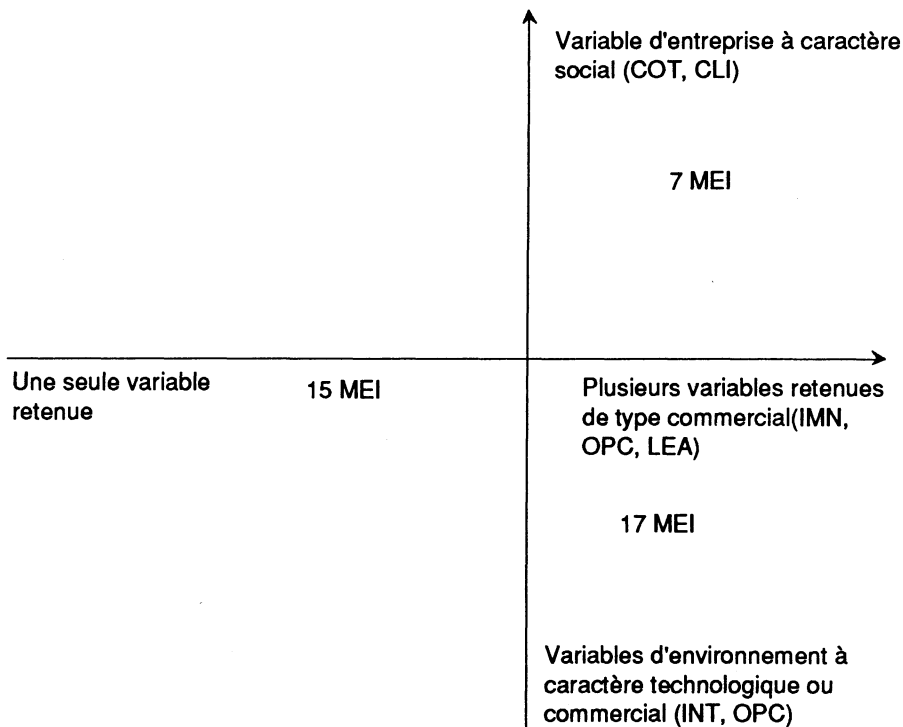 Variable d'entreprise à caractère
social (COT, CLI)
7 MEI
Une seule variable
retenue
15 MEI
Plusieurs variables retenues
de type commercial(IMN,
OPC, LEA)
17 MEI
Variables d'environnement à
caractère technologique ou
commercial (INT, OPC)